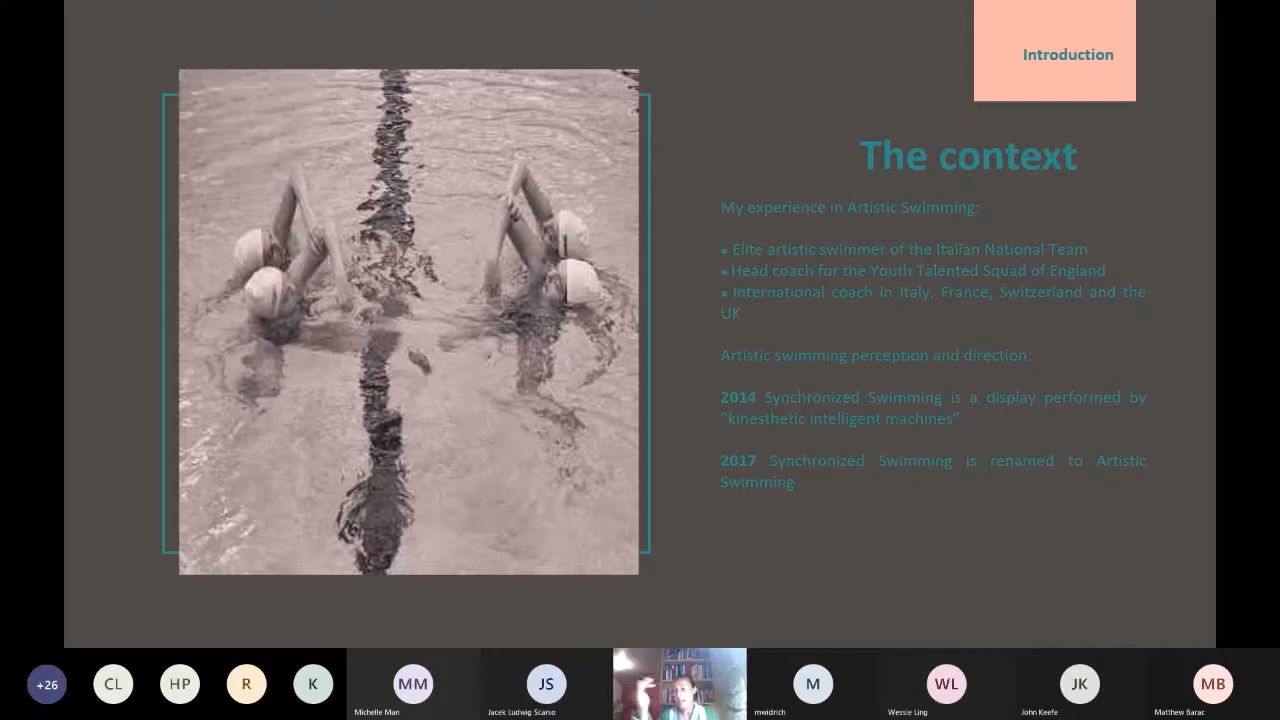 Introduction
The context
My experience in Artistic Swimming:
• Elite artistic swimmer of the Italian National Team
• Head coach for the Youth Talented Squad of England
• International coach in Italy, France, Switzerland and the
UK
Artistic swimming perception and direction:
2014 Synchronized Swimming is a display performed by
“kinesthetic intelligent machines”
2017 Synchronized Swimming is renamed to Artistic
Swimming
+26
CL
HP
R
K
MM
JS
M
WL
JK
MB
Michelle Man
Jacek Ludwig Scarso
mwidrich
Wessie Ling
John Keefe
Matthew Barac